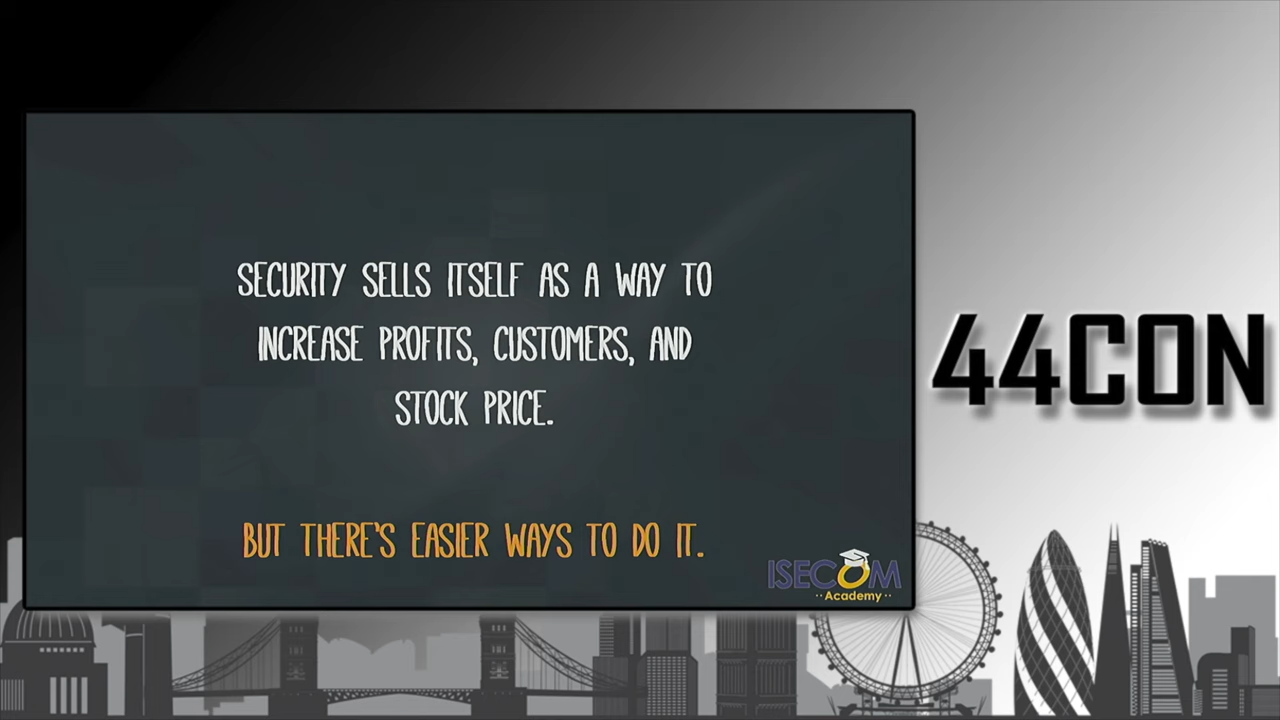 SECURITY SELLS ITSELF AS A WAY TO
INCREASE PROFITS, CUSTOMERS, AND
STOCK PRICE.
BUT THERE'S EASIER WAYS TO DO IT.
ISECOM
Academy
44CON